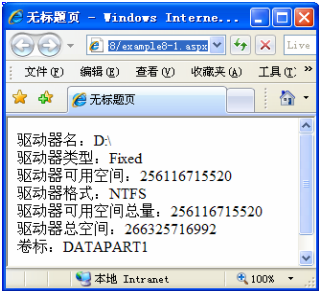 无标题页 - Windows Interne...
8/example8-1.aspx
Live
文件(F) 编辑(E) 查看(V) 收藏夹(A) 工具(T) »
无标题页
驱动器名：D:\
驱动器类型：Fixed
驱动器可用空间：256116715520
驱动器格式：NTFS
驱动器可用空间总量：256116715520
驱动器总空间：266325716992
卷标：DATAPART1
本地 Intranet 100%